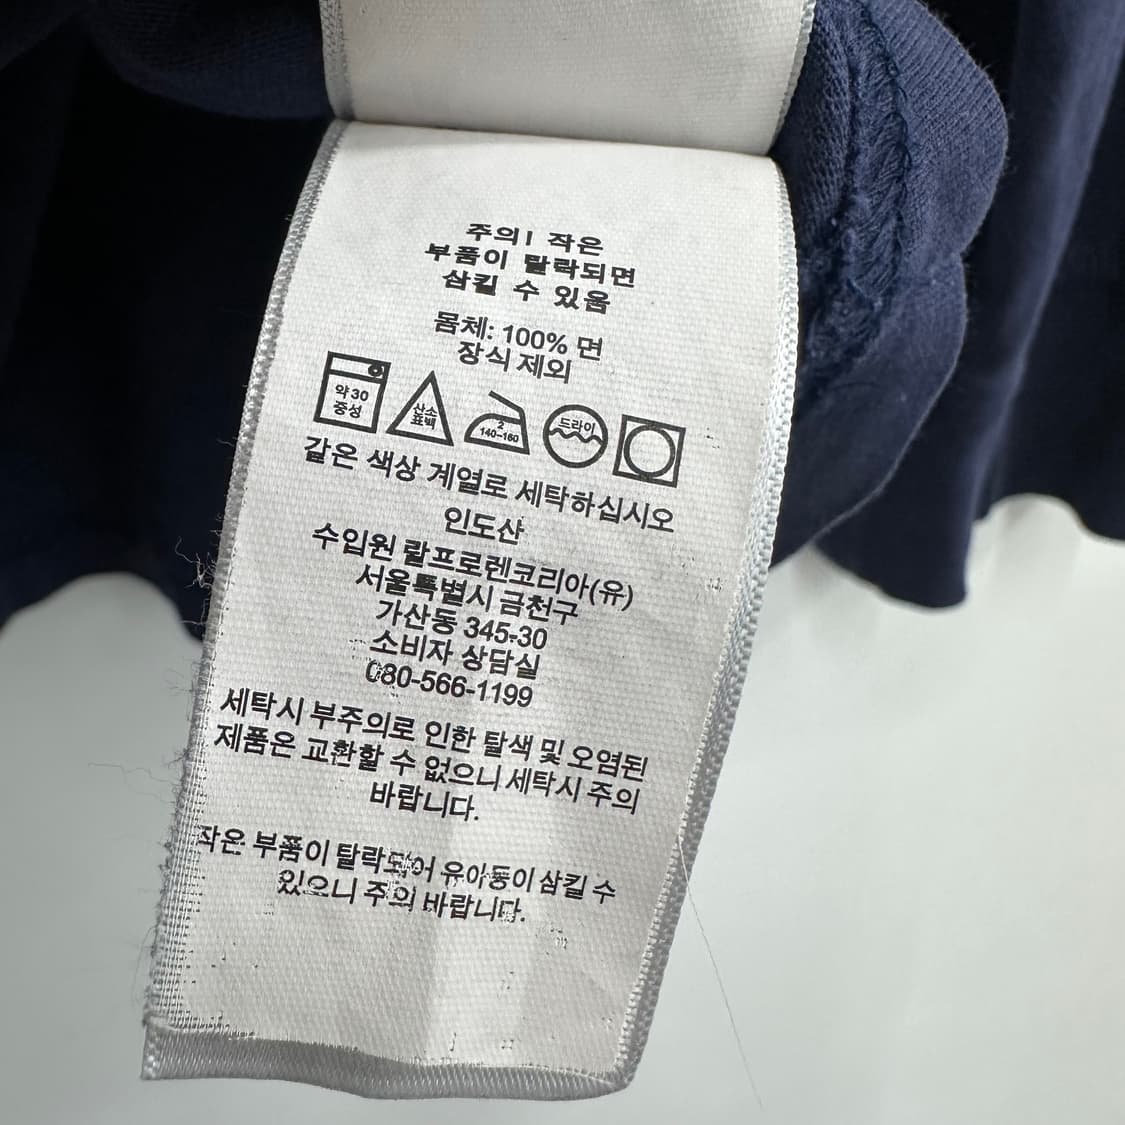 주의! 작은
부품이 탈락되면
삼킬 수 있음
몸체: 100% 면
장식 제외
약 30
중성
산소
표백
2
140-160
드라이
같은 색상 계열로 세탁하십시오
인도산
수입원 랄프로렌코리아(유)
서울특별시 금천구
가산동 345-30
소비자 상담실
080-566-1199
세탁시 부주의로 인한 탈색 및 오염된
제품은 교환할 수 없으니 세탁시 주의
바랍니다.
작은 부품이 탈락되어 유아동이 삼킬 수
있으니 주의 바랍니다.